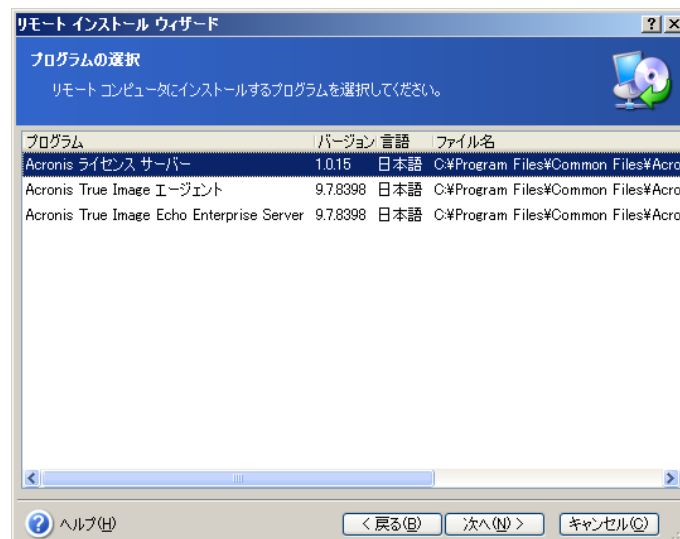 リモート インストール ウィザード
プログラムの選択
リモート コンピュータにインストールするプログラムを選択してください。
プログラム バージョン 言語 ファイル名
Acronis ライセンス サーバー 1.0.15 日本語 C:¥Program Files¥Common Files¥Acro
Acronis True Image エージェント 9.7.8398 日本語 C:¥Program Files¥Common Files¥Acro
Acronis True Image Echo Enterprise Server 9.7.8398 日本語 C:¥Program Files¥Common Files¥Acro
ヘルプ(H) < 戻る(B) 次へ(N) > キャンセル(C)